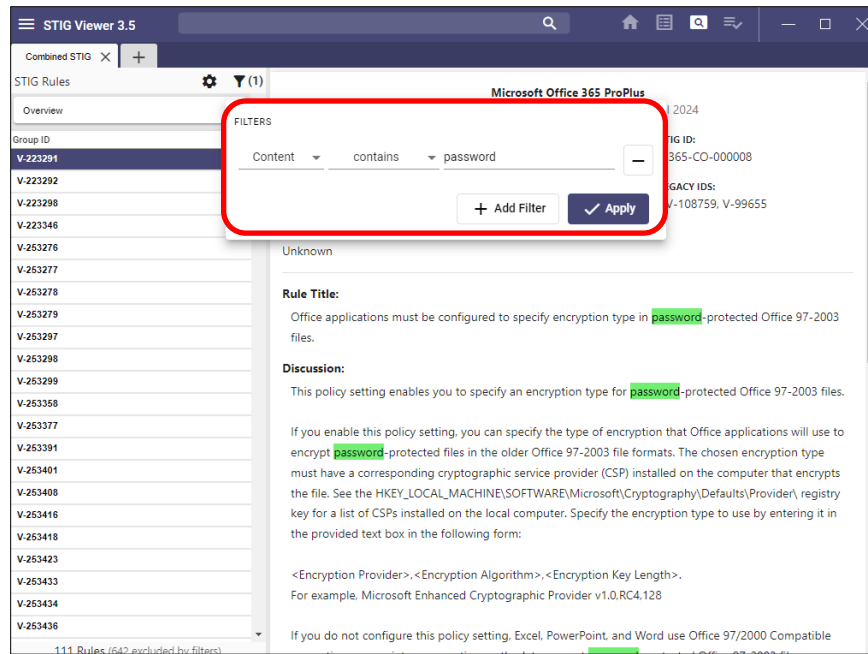 STIG Viewer 3.5
Combined STIG
STIG Rules
(1)
Overview
Group ID
V-223291
V-223292
V-223298
V-223346
V-253276
V-253277
V-253278
V-253279
V-253297
V-253298
V-253299
V-253358
V-253377
V-253391
V-253401
V-253408
V-253416
V-253418
V-253423
V-253433
V-253434
V-253436
111 Rules (642 excluded by filters)
FILTERS
Content
contains
password
Add Filter
Apply
Microsoft Office 365 ProPlus
2024
365-CO-000008
V-108759, V-99655
Unknown
Rule Title:
Office applications must be configured to specify encryption type in password-protected Office 97-2003
files.
Discussion:
This policy setting enables you to specify an encryption type for password-protected Office 97-2003 files.
If you enable this policy setting, you can specify the type of encryption that Office applications will use to
encrypt password-protected files in the older Office 97-2003 file formats. The chosen encryption type
must have a corresponding cryptographic service provider (CSP) installed on the computer that encrypts
the file. See the HKEY_LOCAL_MACHINE\SOFTWARE\Microsoft\Cryptography\Defaults\Provider\ registry
key for a list of CSPs installed on the local computer. Specify the encryption type to use by entering it in
the provided text box in the following form:
<Encryption Provider>,<Encryption Algorithm>,<Encryption Key Length>.
For example, Microsoft Enhanced Cryptographic Provider v1.0,RC4,128
If you do not configure this policy setting, Excel, PowerPoint, and Word use Office 97/2000 Compatible